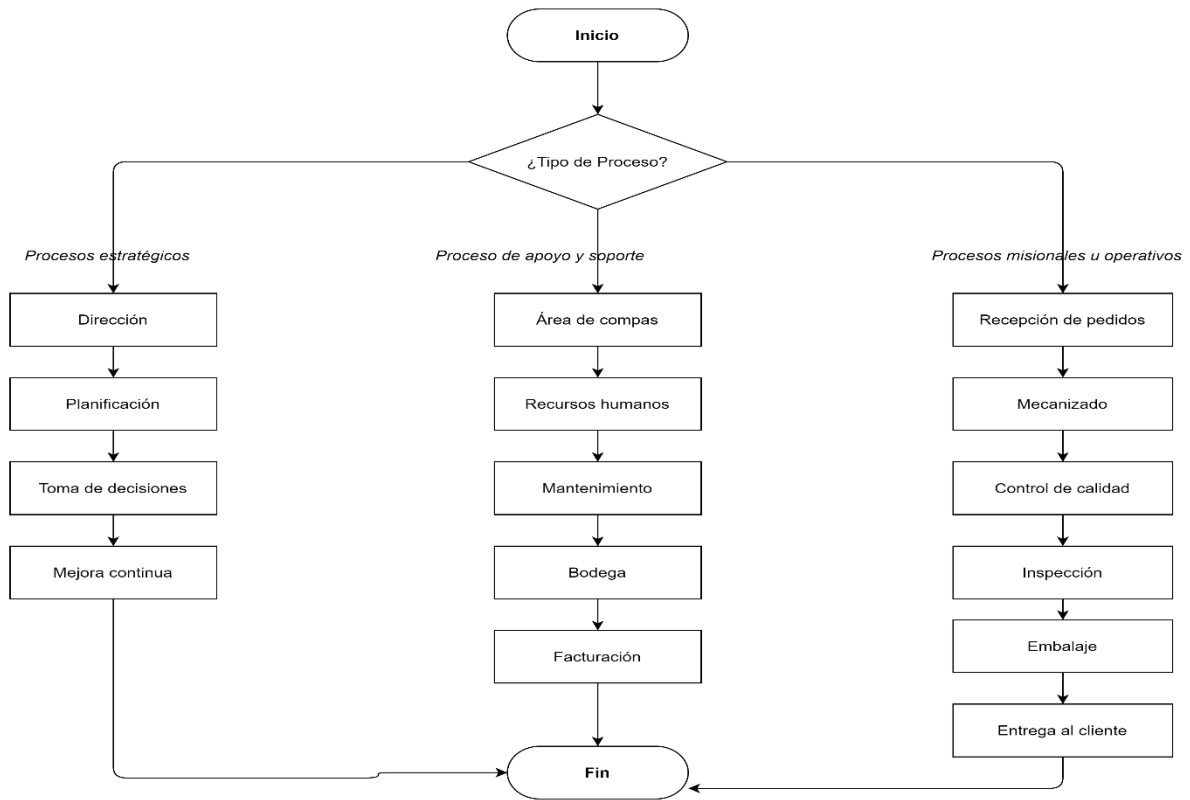 Inicio
¿Tipo de Proceso?
Procesos estratégicos
Proceso de apoyo y soporte
Procesos misionales u operativos
Dirección
Área de compas
Recepción de pedidos
Planificación
Recursos humanos
Mecanizado
Toma de decisiones
Mantenimiento
Control de calidad
Mejora continua
Bodega
Inspección
Facturación
Embalaje
Entrega al cliente
Fin